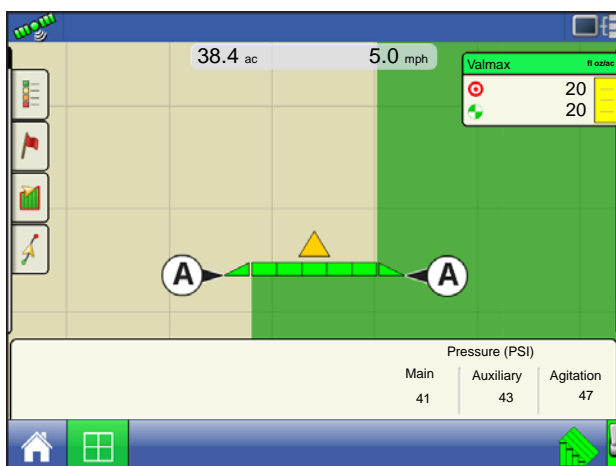 38.4 ac 5.0 mph
Valmax fl oz/ac
20
20
A A
Pressure (PSI)
Main Auxiliary Agitation
41 43 47